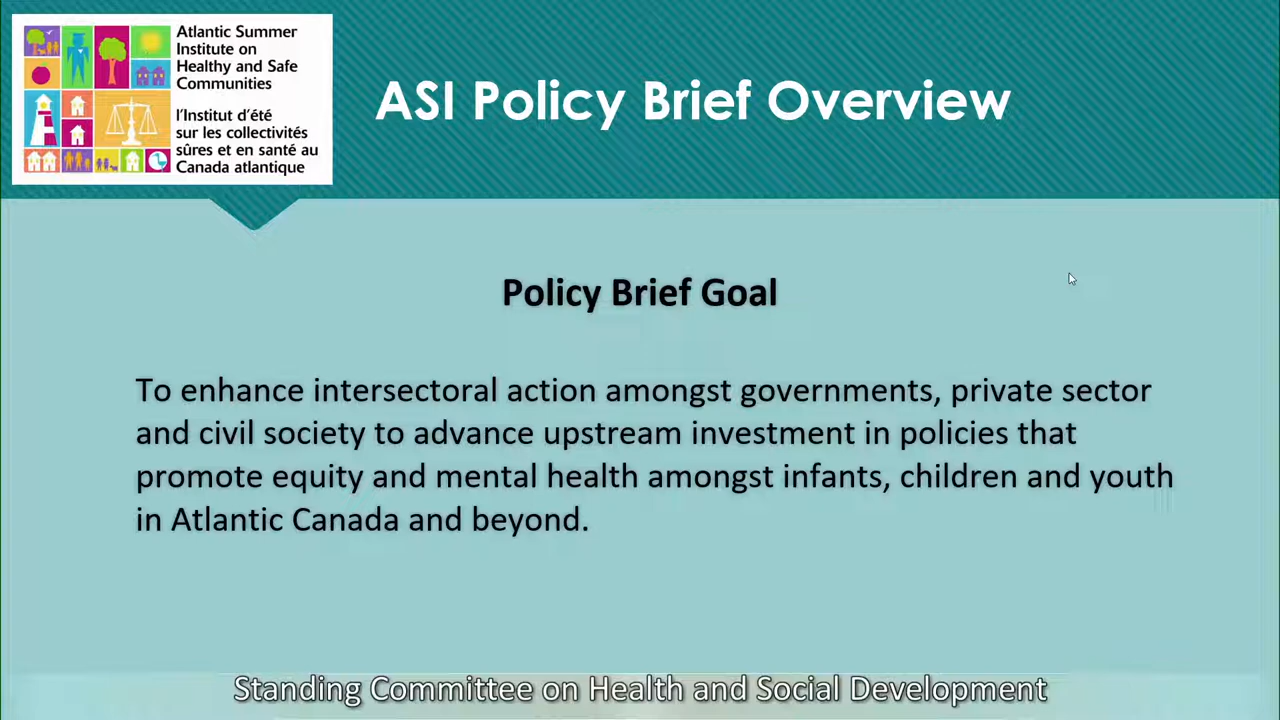 Atlantic Summer
Institute on
Healthy and Safe
Communities
l'Institut d'été
sur les collectivités
sûres et en santé au
Canada atlantique
ASI Policy Brief Overview
Policy Brief Goal
To enhance intersectoral action amongst governments, private sector
and civil society to advance upstream investment in policies that
promote equity and mental health amongst infants, children and youth
in Atlantic Canada and beyond.
Standing Committee on Health and Social Development